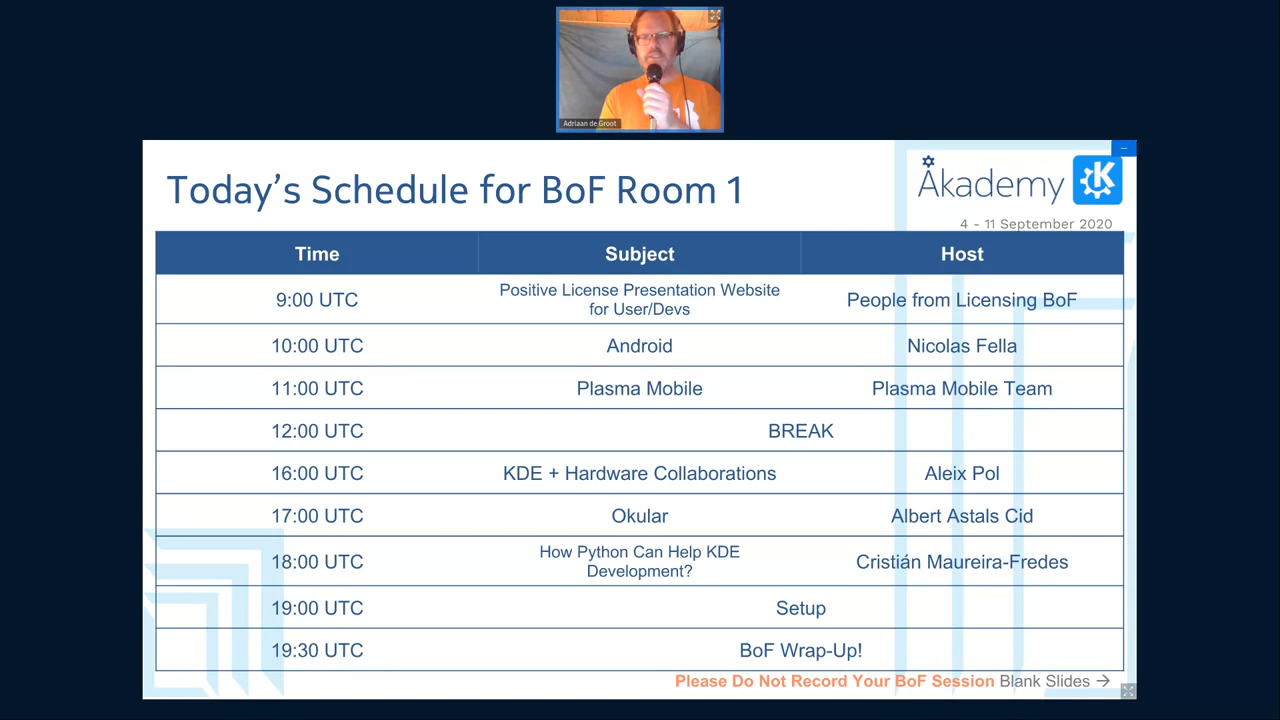 Adriaan de Groot
Today's Schedule for BoF Room 1
Akademy
4 - 11 September 2020
Time Subject Host
9:00 UTC Positive License Presentation Website for User/Devs People from Licensing BoF
10:00 UTC Android Nicolas Fella
11:00 UTC Plasma Mobile Plasma Mobile Team
12:00 UTC BREAK
16:00 UTC KDE + Hardware Collaborations Aleix Pol
17:00 UTC Okular Albert Astals Cid
18:00 UTC How Python Can Help KDE Development? Cristián Maureira-Fredes
19:00 UTC Setup
19:30 UTC BoF Wrap-Up!
Please Do Not Record Your BoF Session Blank Slides →